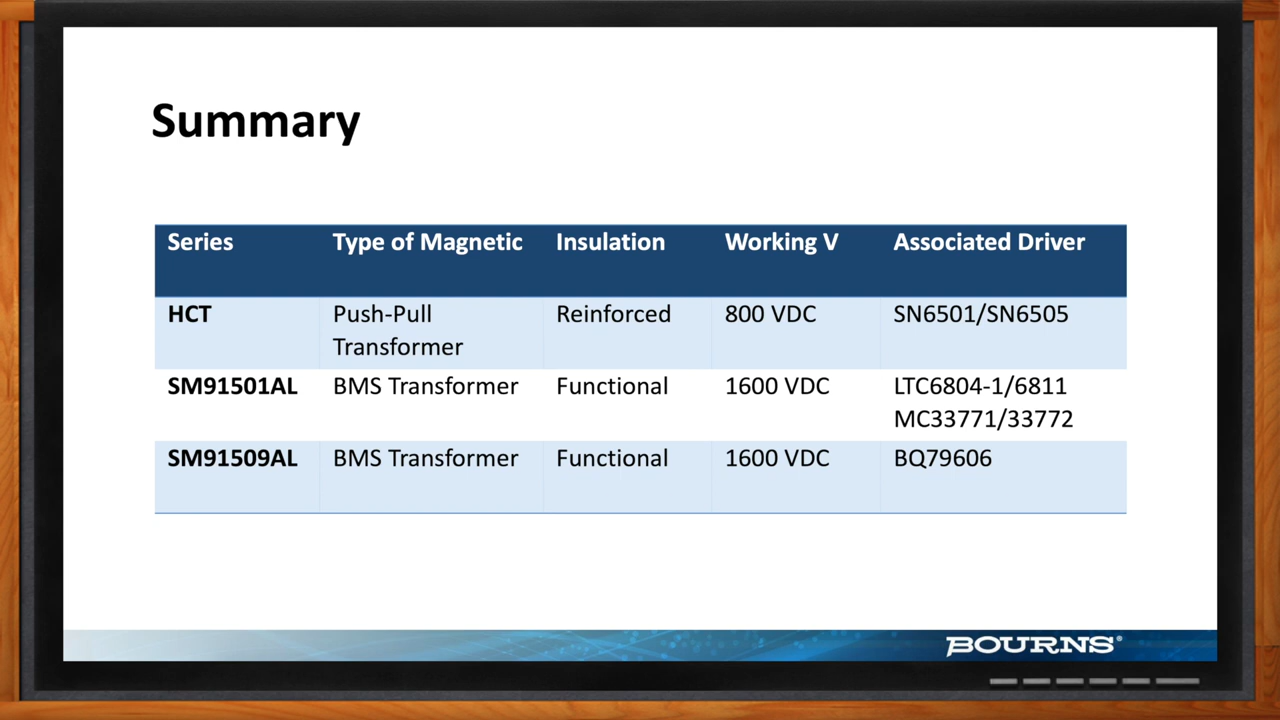 Summary
Series Type of Magnetic Insulation Working V Associated Driver
HCT Push-Pull Reinforced 800 VDC SN6501/SN6505
Transformer
SM91501AL BMS Transformer Functional 1600 VDC LTC6804-1/6811
MC33771/33772
SM91509AL BMS Transformer Functional 1600 VDC BQ79606
BOURNS®